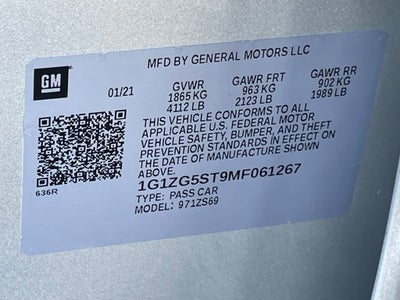 GM
MFD BY GENERAL MOTORS LLC
01/21 GVWR GAWR FRT GAWR RR
1865 KG 963 KG 902 KG
4112 LB 2123 LB 1989 LB
THIS VEHICLE CONFORMS TO ALL
APPLICABLE U.S. FEDERAL MOTOR
VEHICLE SAFETY, BUMPER, AND THEFT
PREVENTION STANDARDS IN EFFECT ON
THE DATE OF MANUFACTURE SHOWN
ABOVE.
1G1ZG5ST9MF061267
TYPE: PASS CAR
MODEL: 971ZS69
636R